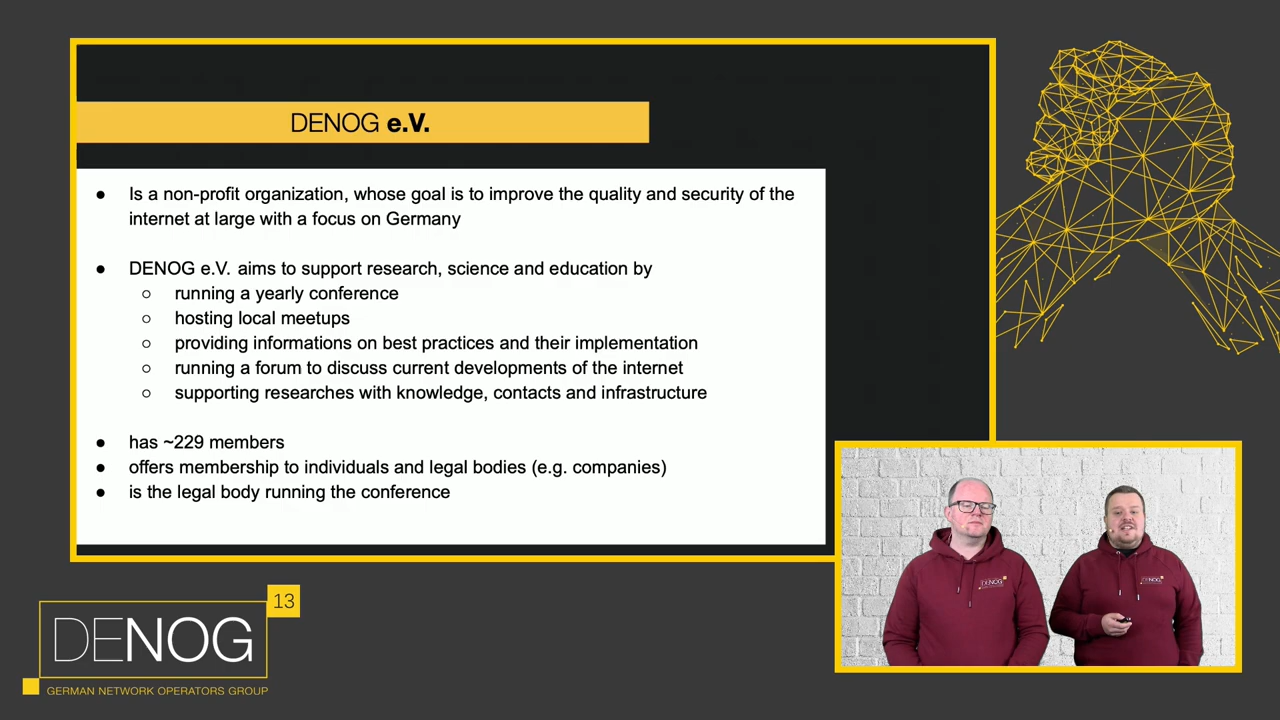 DENOG e.V.
● Is a non-profit organization, whose goal is to improve the quality and security of the
internet at large with a focus on Germany
● DENOG e.V. aims to support research, science and education by
○ running a yearly conference
○ hosting local meetups
○ providing informations on best practices and their implementation
○ running a forum to discuss current developments of the internet
○ supporting researches with knowledge, contacts and infrastructure
● has ~229 members
● offers membership to individuals and legal bodies (e.g. companies)
● is the legal body running the conference
DENOG
DENOG
13
DENOG
GERMAN NETWORK OPERATORS GROUP